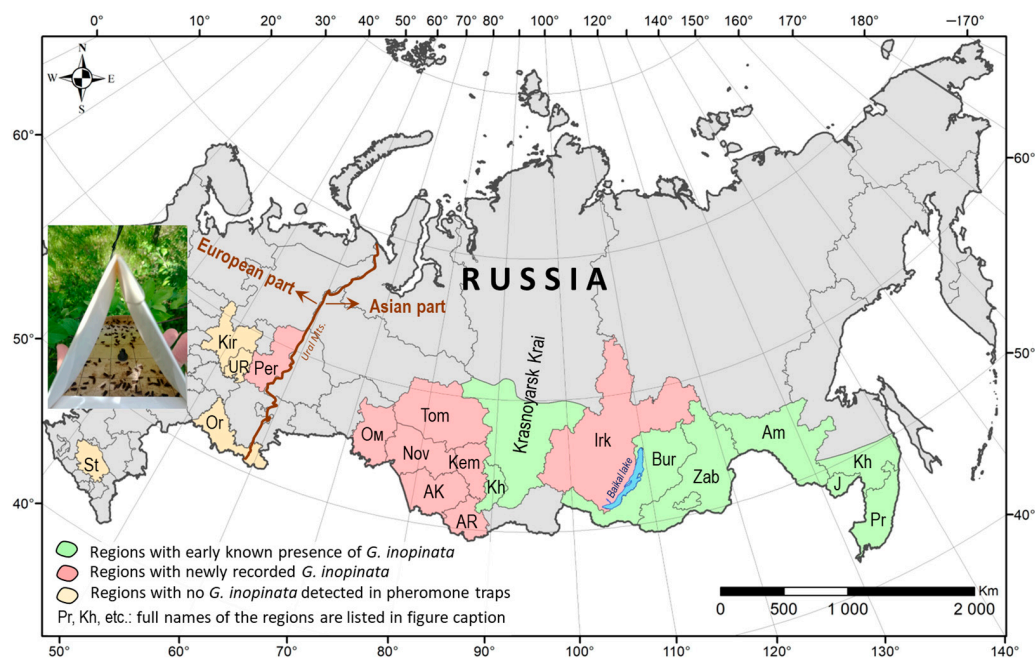 0° 10° 20° 30° 40° 50° 60° 70° 80° 90° 100° 110° 120° 130° 140° 150° 160° 170° 180° −170°
N
W E
S
60°
60°
RUSSIA
European part
Asian part
Ural Mts.
50°
50°
Kir
UR Per
Krasnoyarsk Krai
Or
Tom
Ом
Irk
Am
Nov
Kem
St
Bur
Kh
Kh
Zab
Baikal lake
AK
J
AR
Pr
40°
40°
Regions with early known presence of G. inopinata
Regions with newly recorded G. inopinata
Regions with no G. inopinata detected in pheromone traps
Pr, Kh, etc.: full names of the regions are listed in figure caption
Km
0 500 1 000 2 000
50° 60° 70° 80° 90° 100° 110° 120° 130° 140°